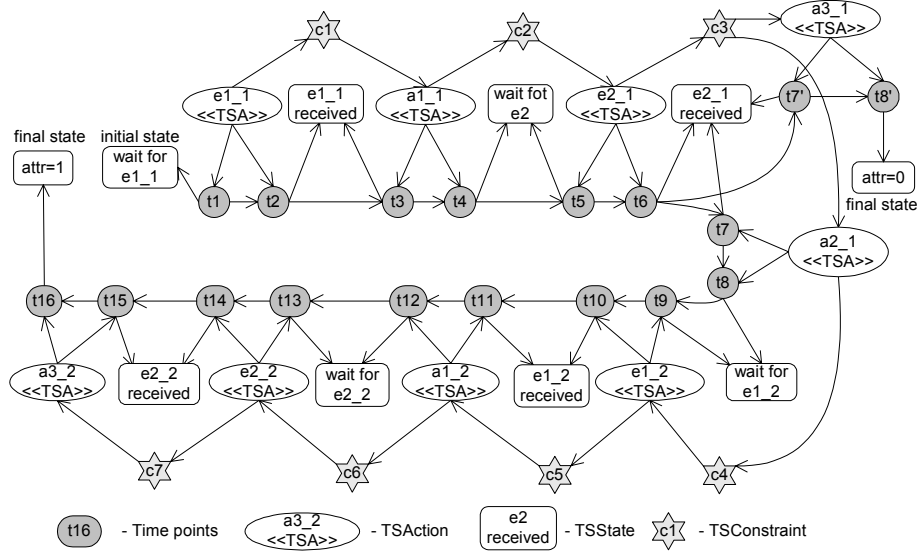 c1
c2
c3
a3_1
<<TSA>>
e1_1
<<TSA>>
e1_1
received
a1_1
<<TSA>>
wait fot
e2
e2_1
<<TSA>>
e2_1
received
t7'
t8'
final state
attr=1
initial state
wait for
e1_1
attr=0
final state
t1
t2
t3
t4
t5
t6
t7
a2_1
<<TSA>>
t8
t16
t15
t14
t13
t12
t11
t10
t9
a3_2
<<TSA>>
e2_2
received
e2_2
<<TSA>>
wait for
e2_2
a1_2
<<TSA>>
e1_2
received
e1_2
<<TSA>>
wait for
e1_2
c7
c6
c5
c4
t16
- Time points
a3_2
<<TSA>>
- TSAction
e2
received
- TSState
c1
- TSConstraint